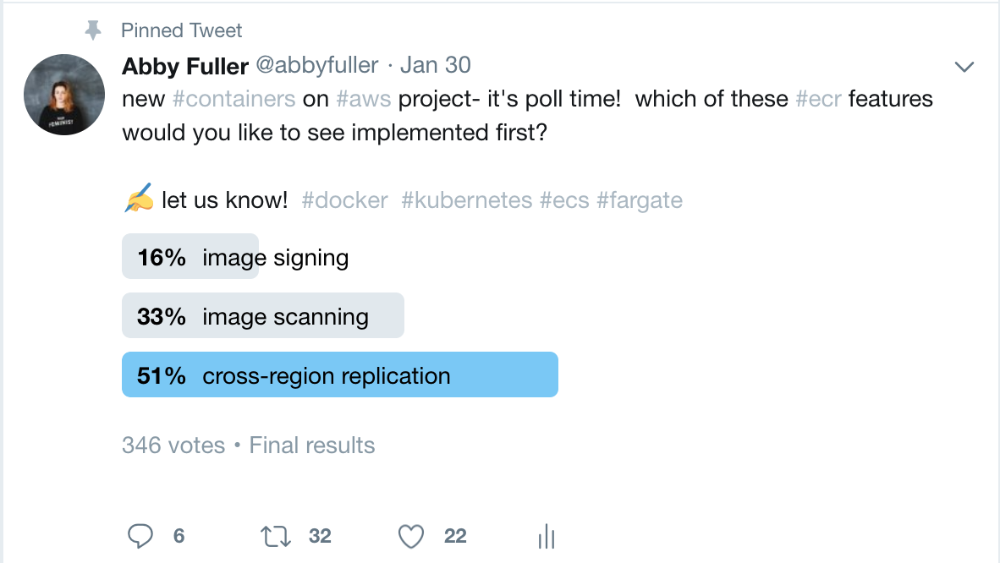 Pinned Tweet
Abby Fuller @abbyfuller · Jan 30
new #containers on #aws project- it's poll time!  which of these #ecr features
would you like to see implemented first?
✍️ let us know!  #docker  #kubernetes #ecs #fargate
16% image signing
33% image scanning
51% cross-region replication
346 votes • Final results
6 32 22